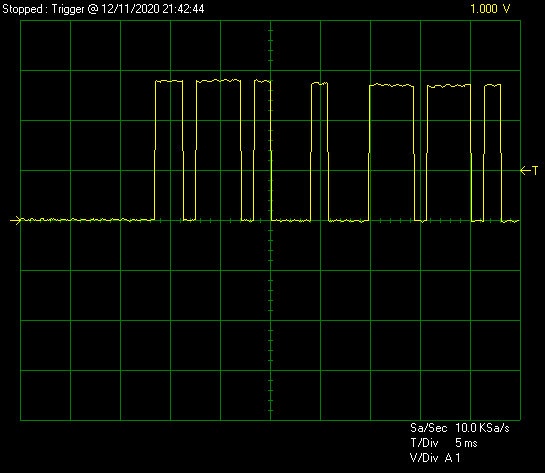 Stopped : Trigger @ 12/11/2020 21:42:44 1.000 V
T
Sa/Sec 10.0 KSa/s
T/Div 5 ms
V/Div A 1